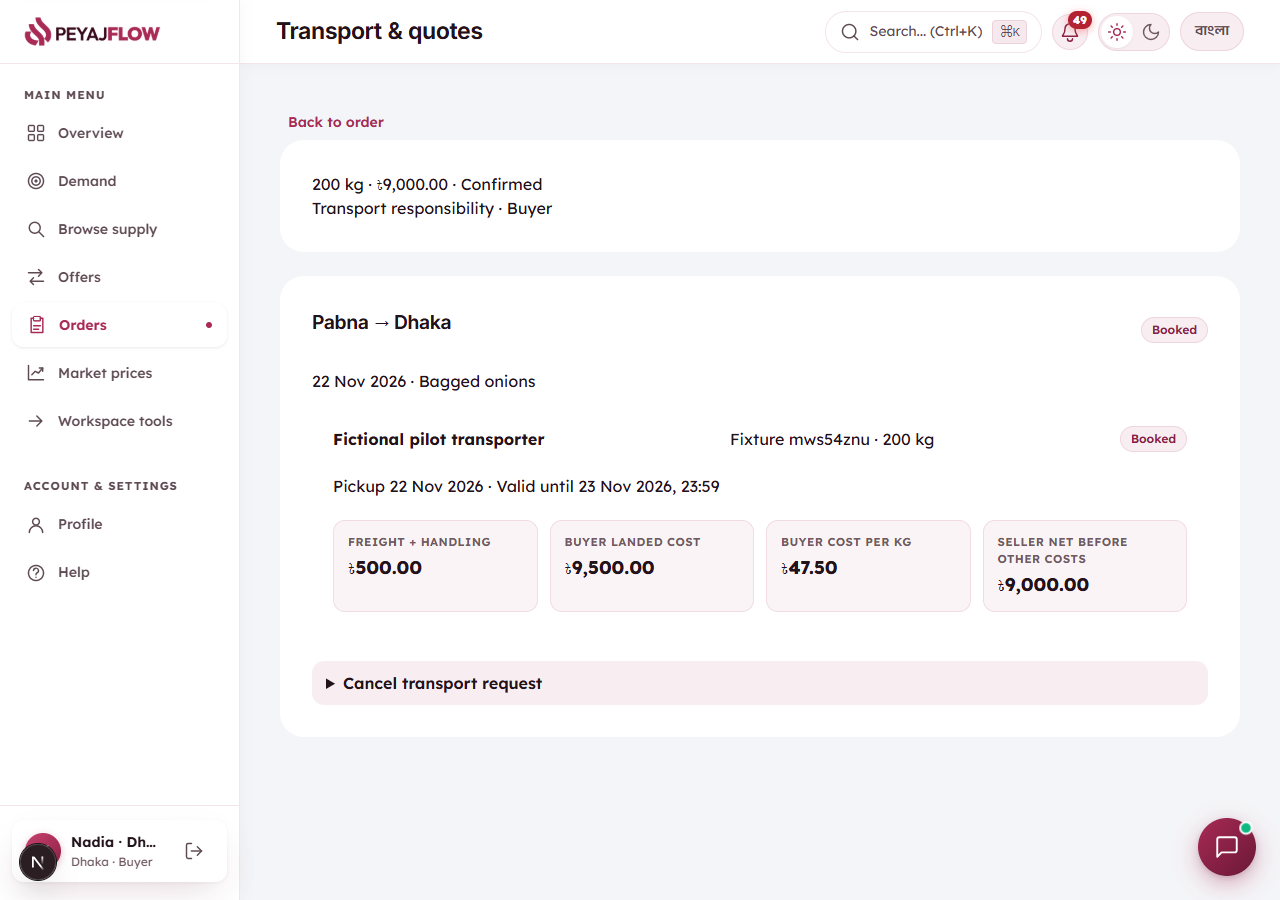 PEYAJFLOW
Transport & quotes
Search... (Ctrl+K)
⌘K
49
বাংলা
MAIN MENU
Overview
Demand
Browse supply
Offers
Orders
Market prices
Workspace tools
ACCOUNT & SETTINGS
Profile
Help
N
Nadia · Dh...
Dhaka · Buyer
Back to order
200 kg · ৳9,000.00 · Confirmed
Transport responsibility · Buyer
Pabna → Dhaka
Booked
22 Nov 2026 · Bagged onions
Fictional pilot transporter
Fixture mws54znu · 200 kg
Booked
Pickup 22 Nov 2026 · Valid until 23 Nov 2026, 23:59
FREIGHT + HANDLING
৳500.00
BUYER LANDED COST
৳9,500.00
BUYER COST PER KG
৳47.50
SELLER NET BEFORE
OTHER COSTS
৳9,000.00
Cancel transport request